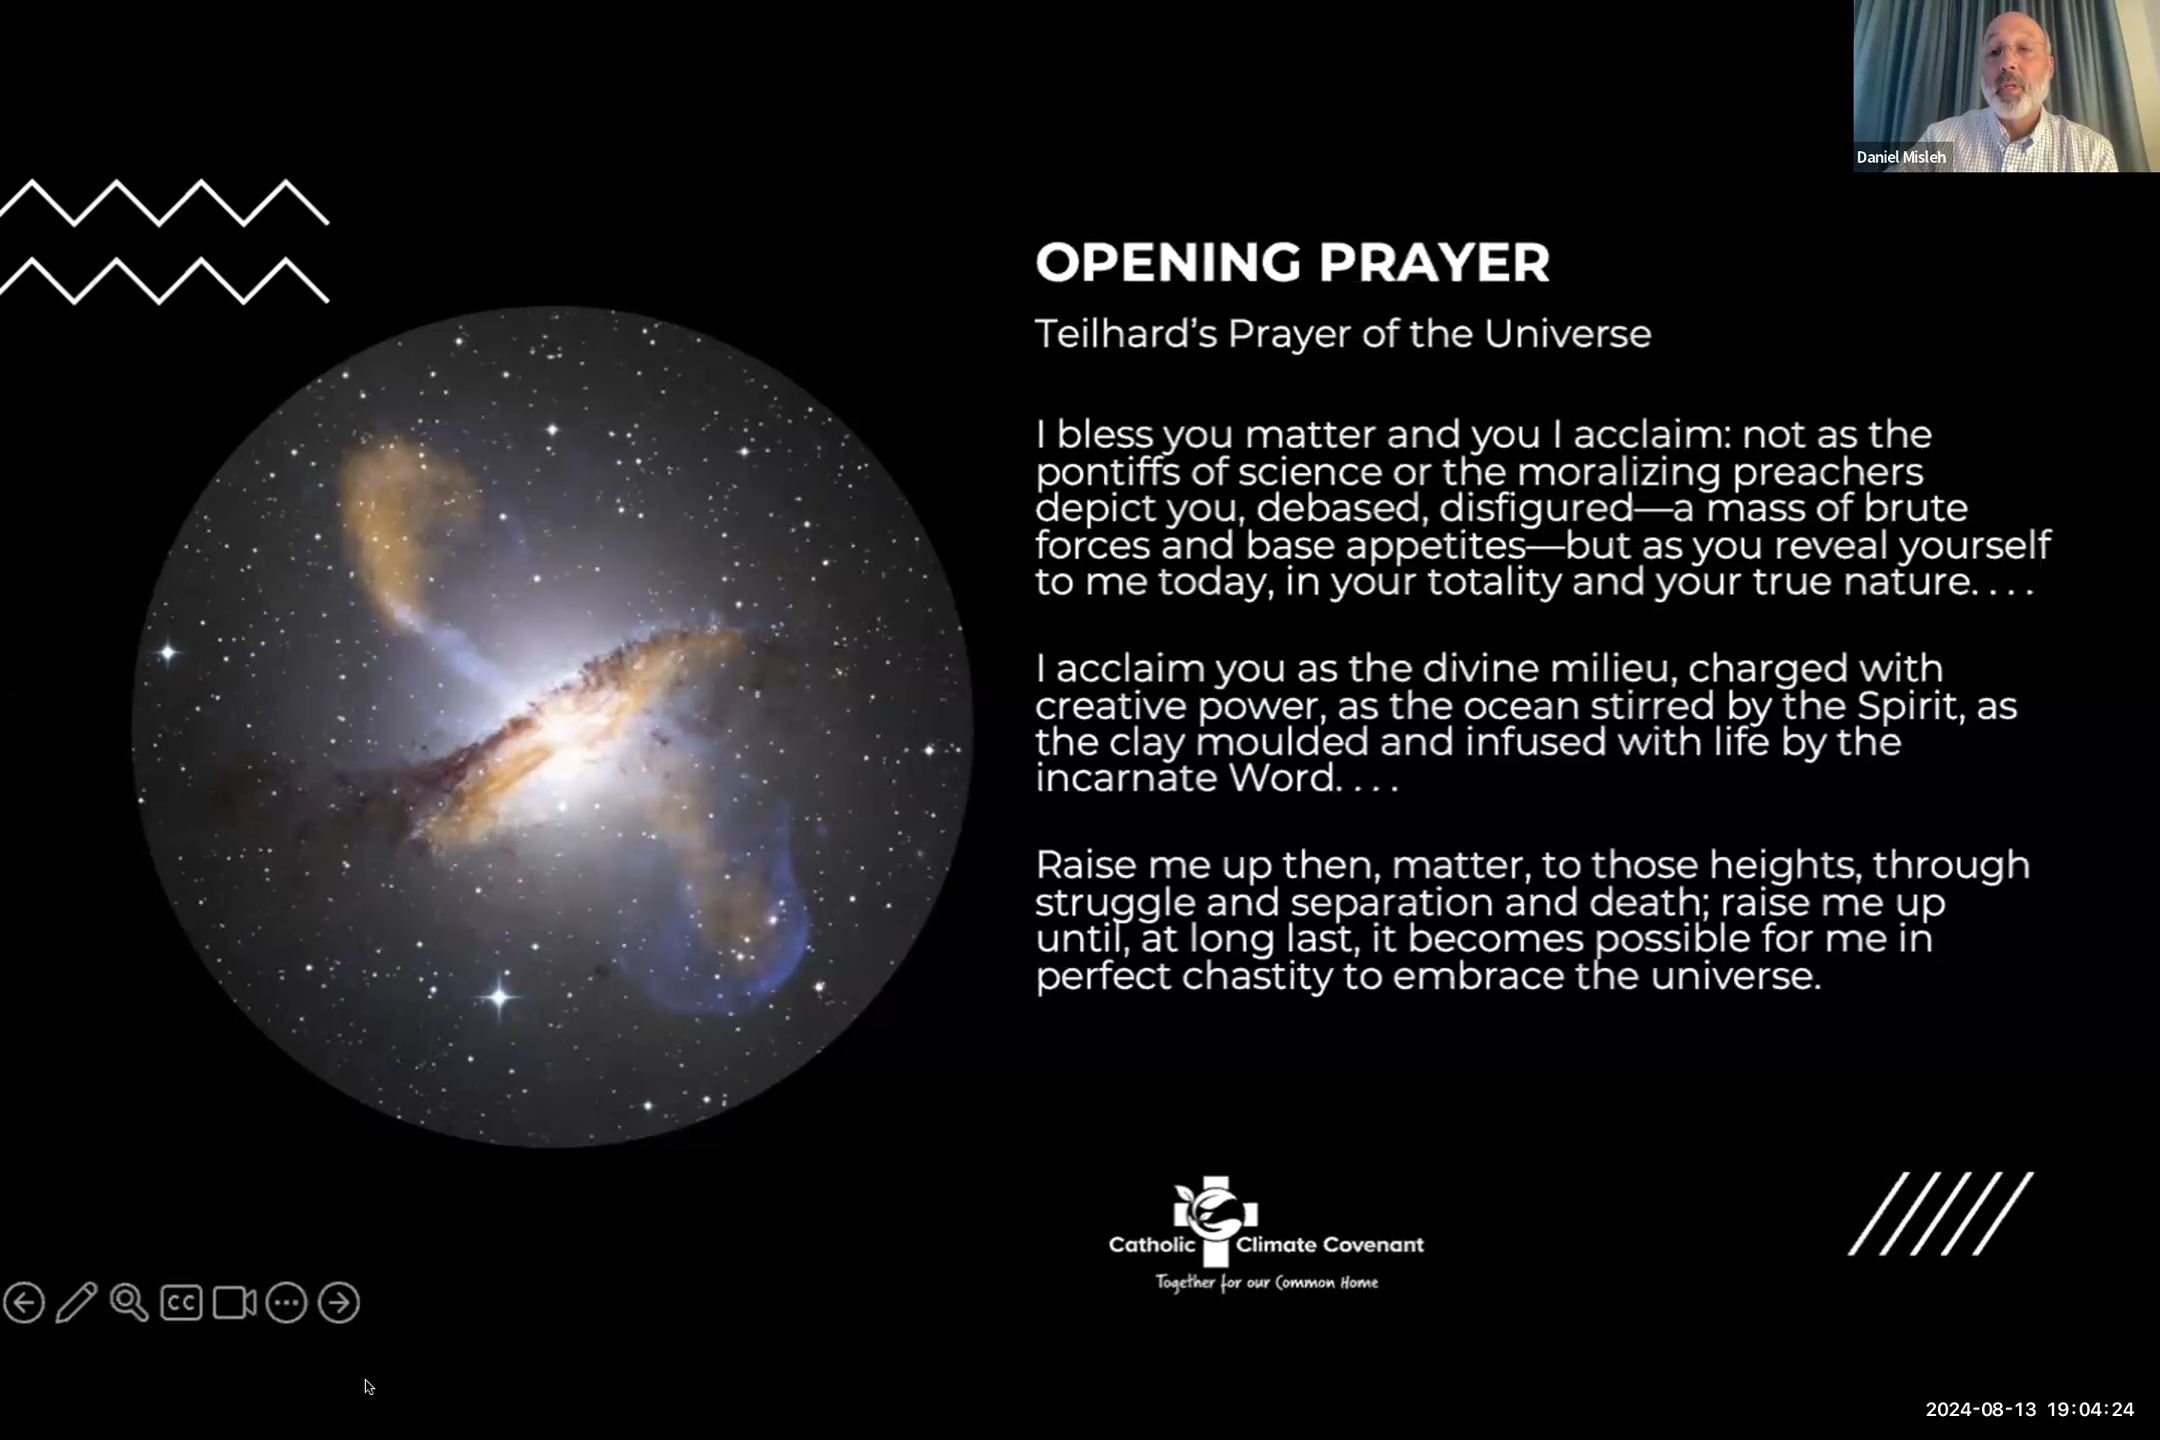 Daniel Misleh
OPENING PRAYER
Teilhard’s Prayer of the Universe
I bless you matter and you I acclaim: not as the
pontiffs of science or the moralizing preachers
depict you, debased, disfigured—a mass of brute
forces and base appetites—but as you reveal yourself
to me today, in your totality and your true nature. . . .
I acclaim you as the divine milieu, charged with
creative power, as the ocean stirred by the Spirit, as
the clay moulded and infused with life by the
incarnate Word. . . .
Raise me up then, matter, to those heights, through
struggle and separation and death; raise me up
until, at long last, it becomes possible for me in
perfect chastity to embrace the universe.
Catholic Climate Covenant
Together for our Common Home
CC
2024-08-13 19:04:24